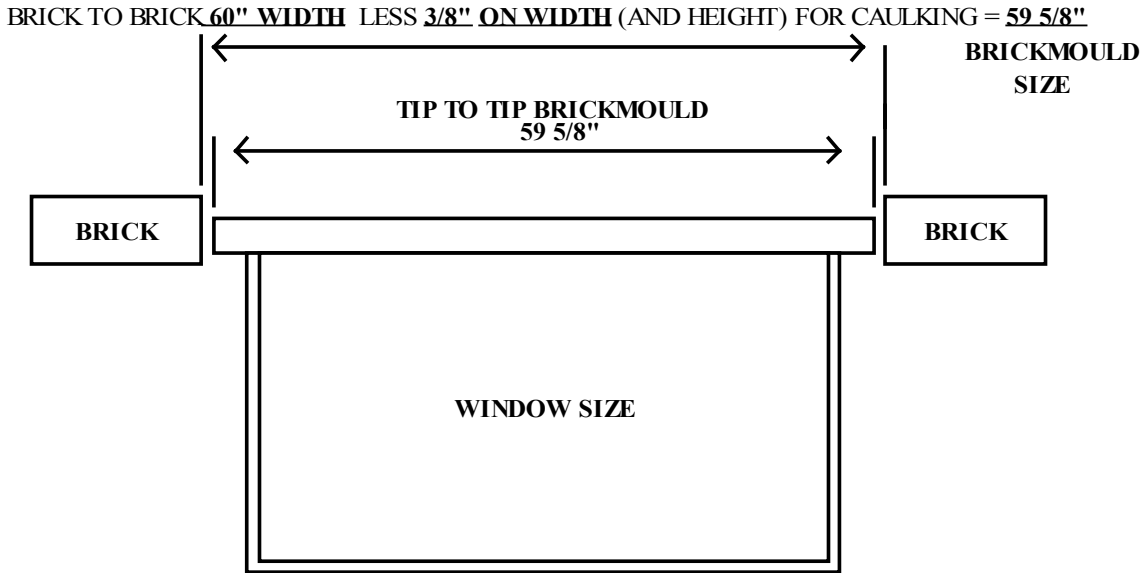 BRICK TO BRICK 60" WIDTH LESS 3/8" ON WIDTH (AND HEIGHT) FOR CAULKING = 59 5/8"
BRICKMOULD
SIZE
TIP TO TIP BRICKMOULD
59 5/8"
BRICK
BRICK
WINDOW SIZE